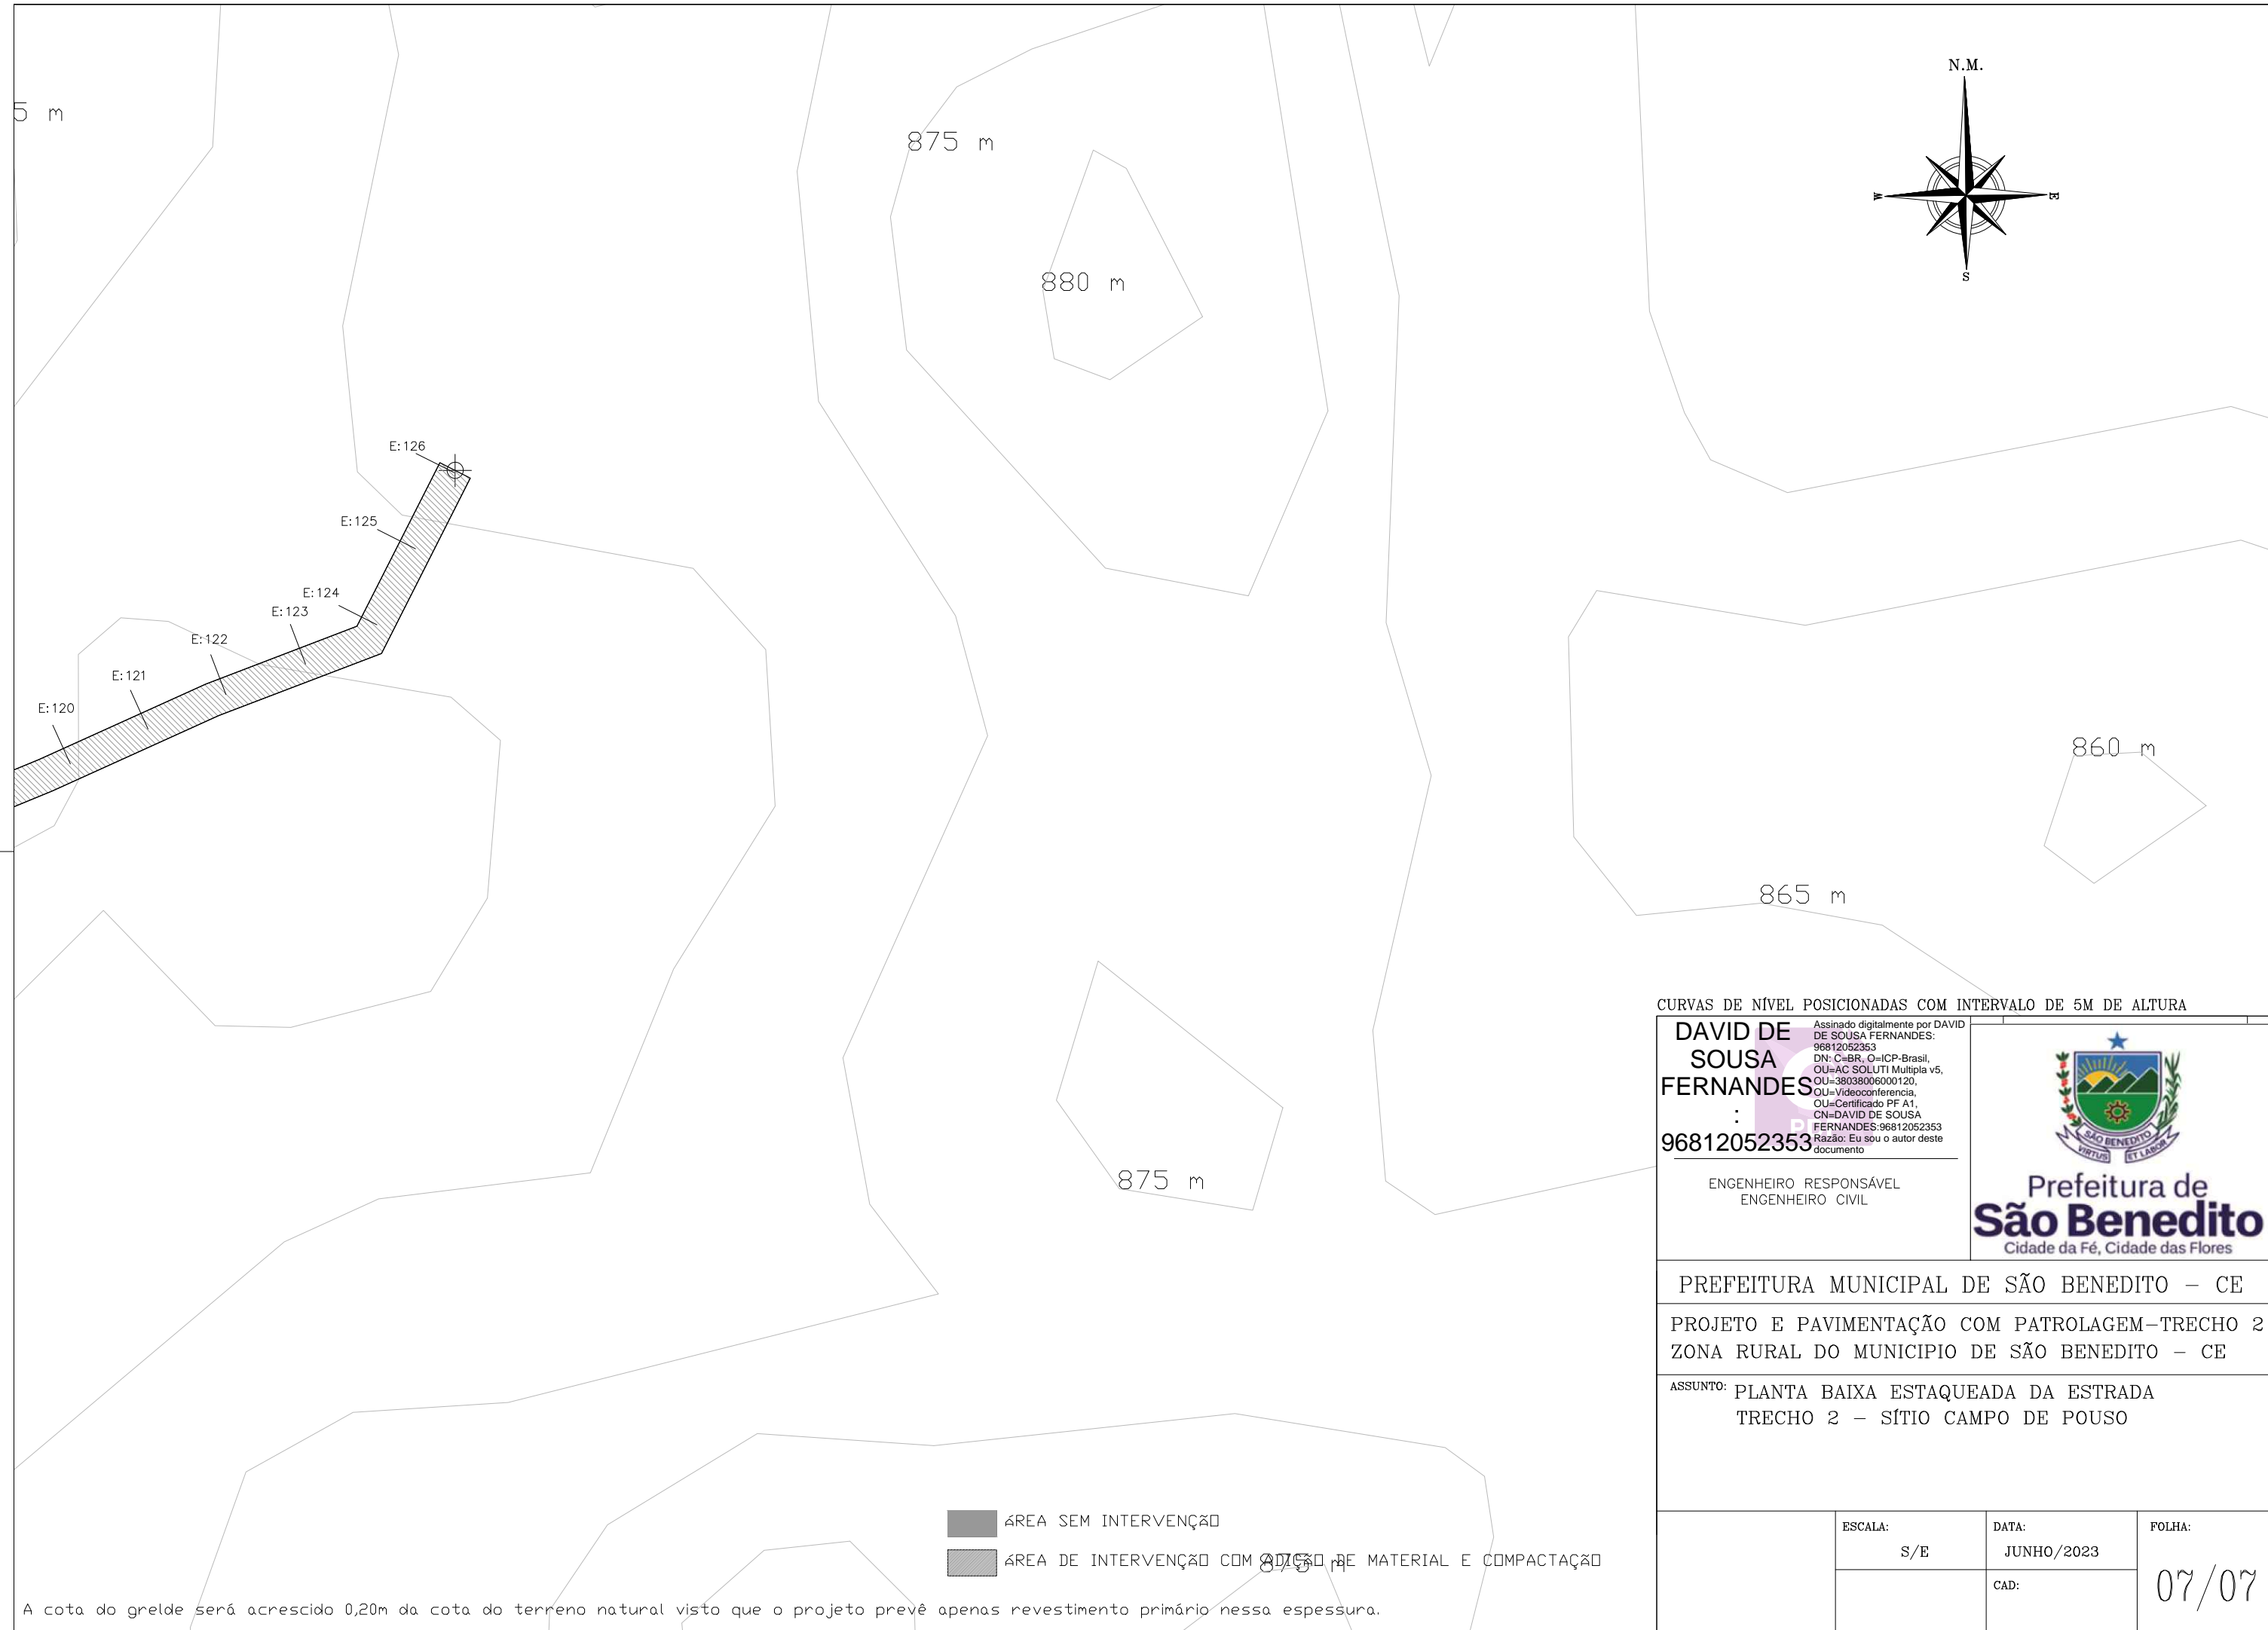 N.M.
W
E
S
5 m
875 m
880 m
E:126
E:125
E:124
E:123
E:122
E:121
E:120
860 m
865 m
875 m
CURVAS DE NÍVEL POSICIONADAS COM INTERVALO DE 5M DE ALTURA
DAVID DE
SOUSA
FERNANDES
:
96812052353
Assinado digitalmente por DAVID
DE SOUSA FERNANDES:
96812052353
DN: C=BR, O=ICP-Brasil,
OU=AC SOLUTI Multipla v5,
OU=38038006000120,
OU=Videoconferencia,
OU=Certificado PF A1,
CN=DAVID DE SOUSA
FERNANDES:96812052353
Razão: Eu sou o autor deste
documento
ENGENHEIRO RESPONSÁVEL
ENGENHEIRO CIVIL
SÃO BENEDITO
VIRTUS ET LABOR
Prefeitura de
São Benedito
Cidade da Fé, Cidade das Flores
PREFEITURA MUNICIPAL DE SÃO BENEDITO - CE
PROJETO E PAVIMENTAÇÃO COM PATROLAGEM-TRECHO 2
ZONA RURAL DO MUNICIPIO DE SÃO BENEDITO - CE
ASSUNTO: PLANTA BAIXA ESTAQUEADA DA ESTRADA
TRECHO 2 - SÍTIO CAMPO DE POUSO
ESCALA:
S/E
DATA:
JUNHO/2023
CAD:
FOLHA:
07/07
ÁREA SEM INTERVENÇÃO
ÁREA DE INTERVENÇÃO COM ADIÇÃO DE MATERIAL E COMPACTAÇÃO
875 m
A cota do grelde será acrescido 0,20m da cota do terreno natural visto que o projeto prevê apenas revestimento primário nessa espessura.